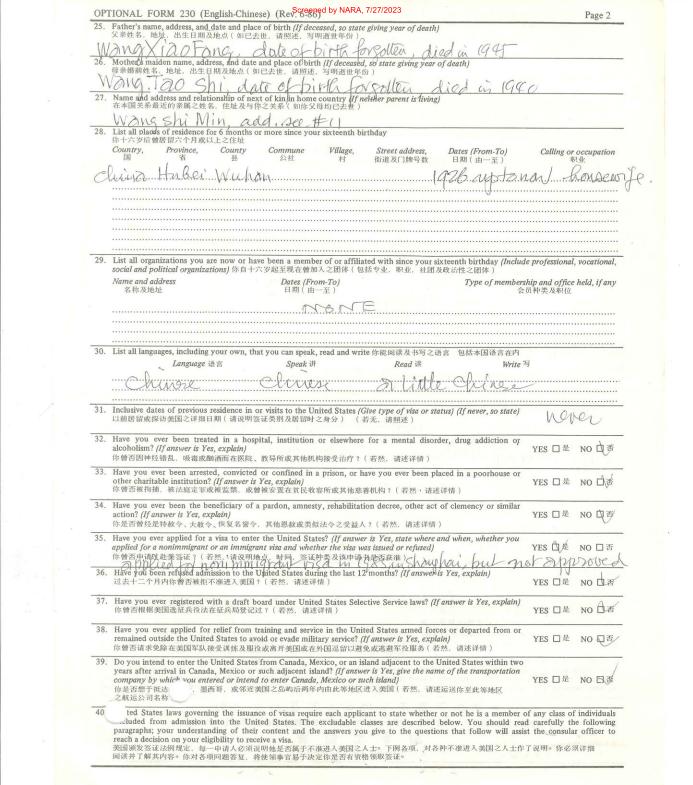 Screened by NARA, 7/27/2023
OPTIONAL FORM 230 (English-Chinese) (Rev. 6-86) Page 2
25. Father's name, address, and date and place of birth (If deceased, so state giving year of death)
父亲姓名、地址、出生日期及地点（如已去世、请照述、写明逝世年份）
Wang Xiao Fang, date of birth forgotten, died in 1945
26. Mother's maiden name, address, and date and place of birth (If deceased, so state giving year of death)
母亲婚前姓名、地址、出生日期及地点（如已去世、请照述、写明逝世年份）
Wang Tao Shi, date of birth forgotten, died in 1940
27. Name and address and relationship of next of kin in home country (If neither parent is living)
在本国关系最近的亲属之姓名、住址及与你之关系（如你父母均已去世）
Wang Shi Min, add. see #11
28. List all places of residence for 6 months or more since your sixteenth birthday
你十六岁后曾居留六个月或以上之住址
Country, Province, County Commune Village, Street address, Dates (From-To) Calling or occupation
国 省 县 公社 村 街道及门牌号数 日期（由一至） 职业
China Hubei Wuhan 1926 up to now housewife.
29. List all organizations you are now or have been a member of or affiliated with since your sixteenth birthday (Include professional, vocational,
social and political organizations) 你自十六岁起至现在曾加入之团体（包括专业、职业、社团及政治性之团体）
Name and address Dates (From-To) Type of membership and office held, if any
名称及地址 日期（由一至） 会员种类及职位
NONE
30. List all languages, including your own, that you can speak, read and write 你能阅读及书写之语言 包括本国语言在内
Language 语言 Speak 讲 Read 读 Write 写
Chinese Chinese a little Chinese
31. Inclusive dates of previous residence in or visits to the United States (Give type of visa or status) (If never, so state)
以前居留或探访美国之详细日期（请说明签证类别及居留时之身分）（若无、请照述）
never
32. Have you ever been treated in a hospital, institution or elsewhere for a mental disorder, drug addiction or
alcoholism? (If answer is Yes, explain) YES 是 NO 否
你曾否因神经错乱、吸毒或酗酒而在医院、教导所或其他机构接受治疗？（若然、请述详情）
33. Have you ever been arrested, convicted or confined in a prison, or have you ever been placed in a poorhouse or
other charitable institution? (If answer is Yes, explain) YES 是 NO 否
你曾否被拘捕、被法庭定罪或被监禁、或曾被安置在贫民收容所或其他慈善机构？（若然、请述详情）
34. Have you ever been the beneficiary of a pardon, amnesty, rehabilitation decree, other act of clemency or similar
action? (If answer is Yes, explain) YES 是 NO 否
你是否曾经是特赦令、大赦令、恢复名誉令、其他恩赦或类似法令之受益人？（若然、请述详情）
35. Have you ever applied for a visa to enter the United States? (If answer is Yes, state where and when, whether you
applied for a nonimmigrant or an immigrant visa and whether the visa was issued or refused) YES 是 NO 否
applied for nonimmigrant visa in 1985 in Shanghai, but not approved
36. Have you been refused admission to the United States during the last 12 months? (If answer is Yes, explain)
过去十二个月内你曾否被拒不准进入美国？（若然、请述详情） YES 是 NO 否
37. Have you ever registered with a draft board under United States Selective Service laws? (If answer is Yes, explain)
你曾否根据美国选征兵役法在征兵局登记过？（若然、请述详情） YES 是 NO 否
38. Have you ever applied for relief from training and service in the United States armed forces or departed from or
remained outside the United States to avoid or evade military service? (If answer is Yes, explain) YES 是 NO 否
你曾否请求免除在美国军队接受训练及服役或离开美国或在外国逗留以避免或逃避军役服务？（若然、请述详情）
39. Do you intend to enter the United States from Canada, Mexico, or an island adjacent to the United States within two
years after arrival in Canada, Mexico or such adjacent island? (If answer is Yes, give the name of the transportation
company by which you entered or intend to enter Canada, Mexico or such island) YES 是 NO 否
你是否想于抵达 墨西哥、或邻近美国之岛屿后两年内由此等地区进入美国（若然、请述运送你至此等地区
之航运公司名称
40 ted States laws governing the issuance of visas require each applicant to state whether or not he is a member of any class of individuals
cluded from admission into the United States. The excludable classes are described below. You should read carefully the following
paragraphs; your understanding of their content and the answers you give to the questions that follow will assist the consular officer to
reach a decision on your eligibility to receive a visa.
美国颁发签证法例规定、每一申请人必须说明他是否属于不准进入美国之人士。下列各项、对各种不准进入美国之人士作了说明。你必须详细
阅读并了解其内容。你对各项问题答复、将使领事官易于决定你是否有资格领取签证。